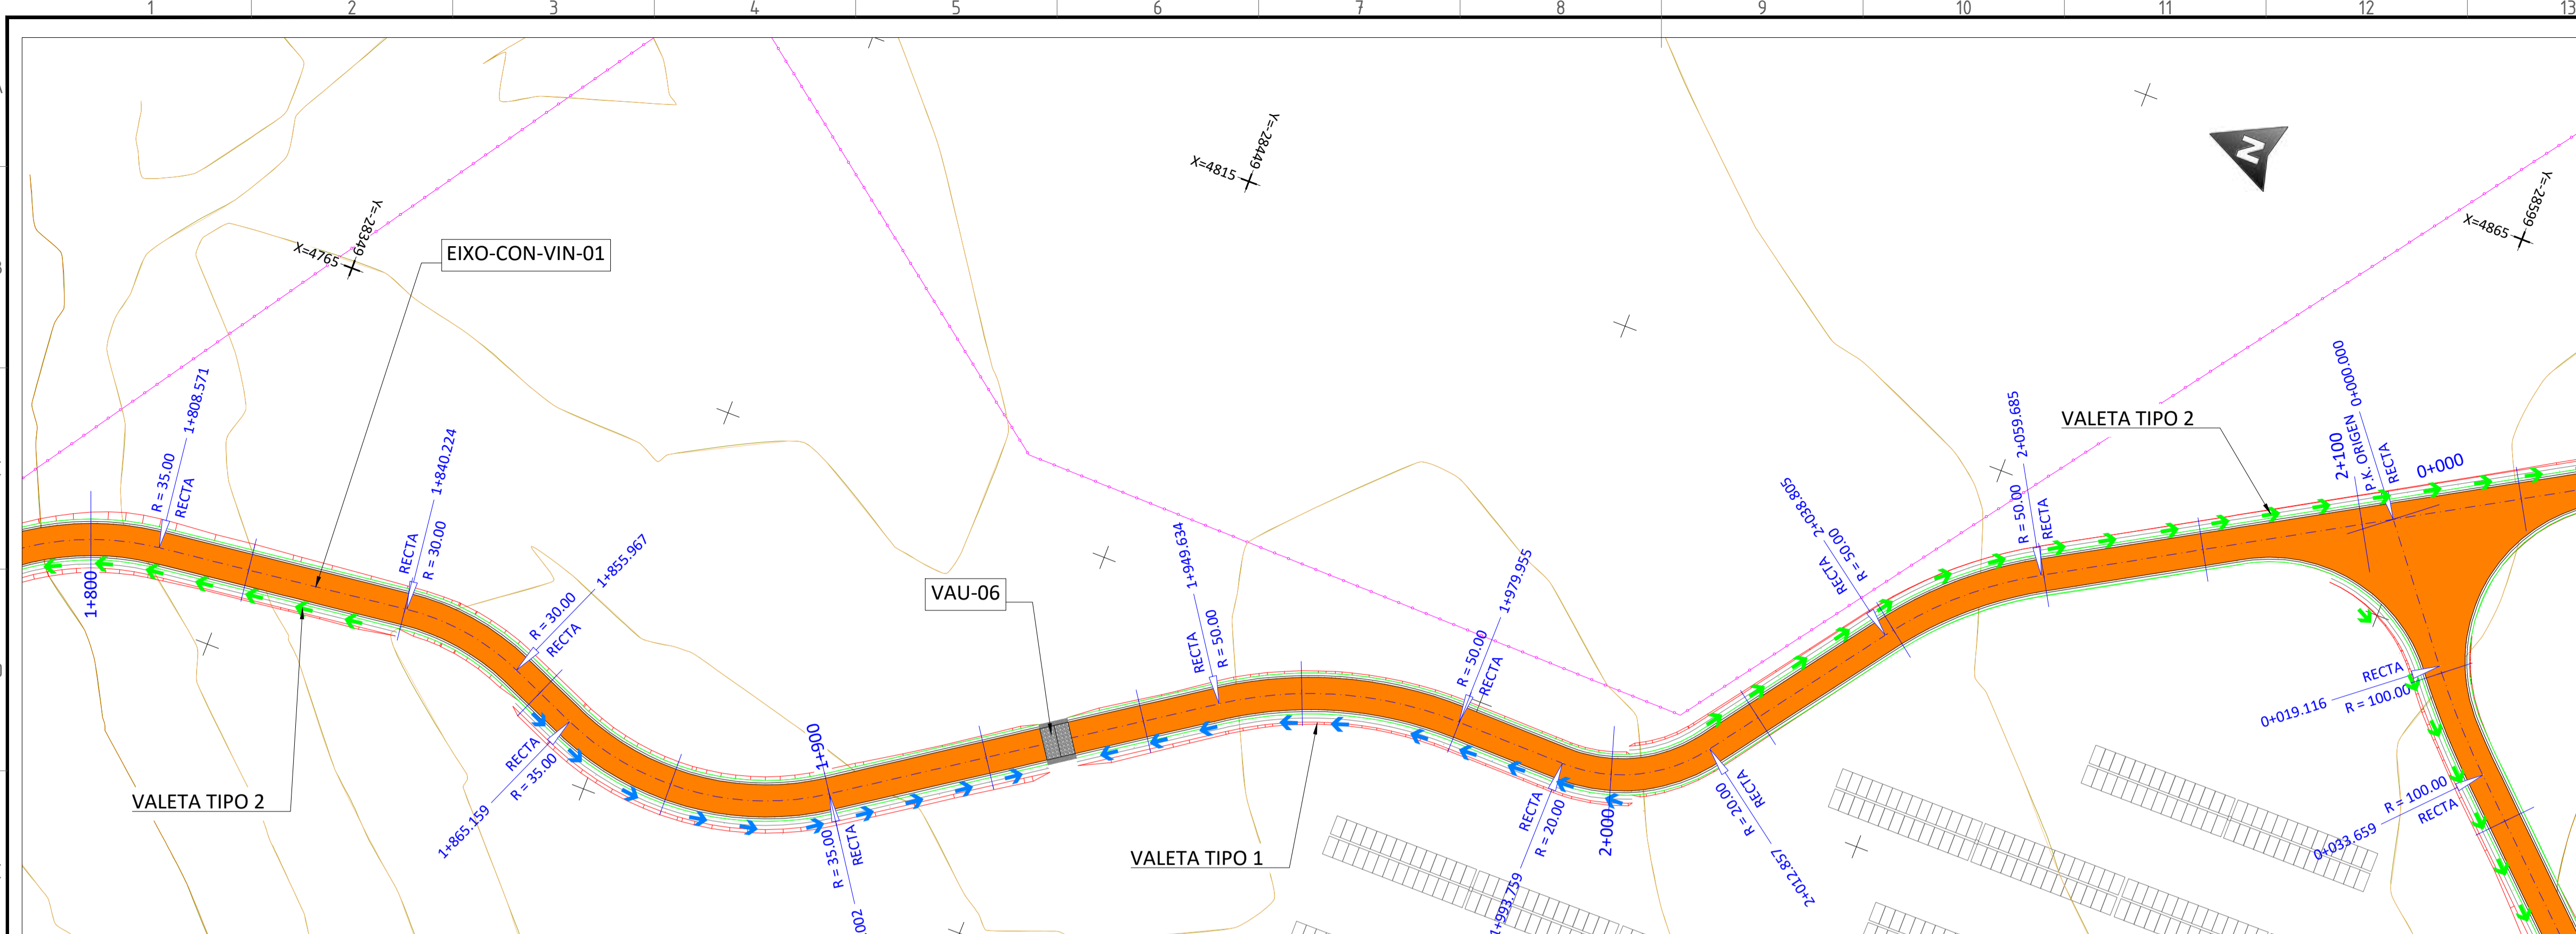 1 2 3 4 5 6 7 8 9 10 11 12 13
X=4765
Y=-28349
X=4815
Y=-28449
X=4865
Y=-28599
N
EIXO-CON-VIN-01
VAU-06
VALETA TIPO 2
VALETA TIPO 1
VALETA TIPO 2
1+800
R = 35.00 1+808.571
RECTA
RECTA 1+840.224
R = 30.00
R = 30.00 1+855.967
RECTA
RECTA
1+865.159 R = 35.00
1+900
R = 35.00
RECTA
RECTA 1+949.634
R = 50.00
R = 50.00 1+979.955
RECTA
RECTA
1+993.759 R = 20.00
2+000
RECTA
R = 20.00 2+012.857
2+038.805
R = 50.00
RECTA
R = 50.00 2+059.685
RECTA
2+100
P.K. ORIGEN 0+000.000
RECTA
0+000
RECTA
0+019.116 R = 100.00
R = 100.00
0+033.659 RECTA